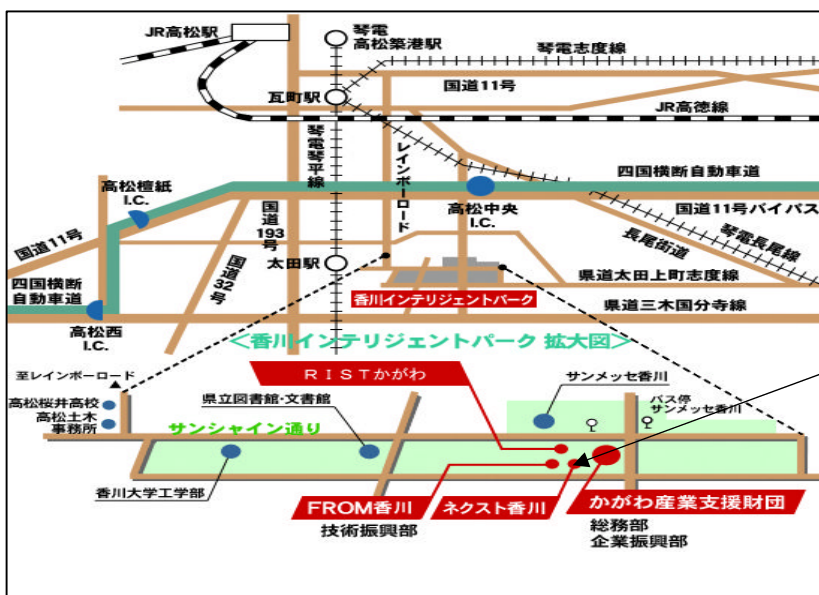 JR高松駅
琴電
高松築港駅
琴電志度線
国道11号
瓦町駅
JR高徳線
琴電琴平線
レインボーロード
四国横断自動車道
高松檀紙
I.C.
高松中央
I.C.
国道11号バイパス
国道193号
長尾街道
琴電長尾線
国道11号
国道32号
太田駅
県道太田上町志度線
四国横断
自動車道
香川インテリジェントパーク
県道三木国分寺線
高松西
I.C.
<香川インテリジェントパーク 拡大図>
至レインボーロード
RISTかがわ
サンメッセ香川
高松桜井高校
高松土木
事務所
県立図書館・文書館
バス停
サンメッセ香川
サンシャイン通り
香川大学工学部
FROM香川
ネクスト香川
かがわ産業支援財団
技術振興部
総務部
企業振興部